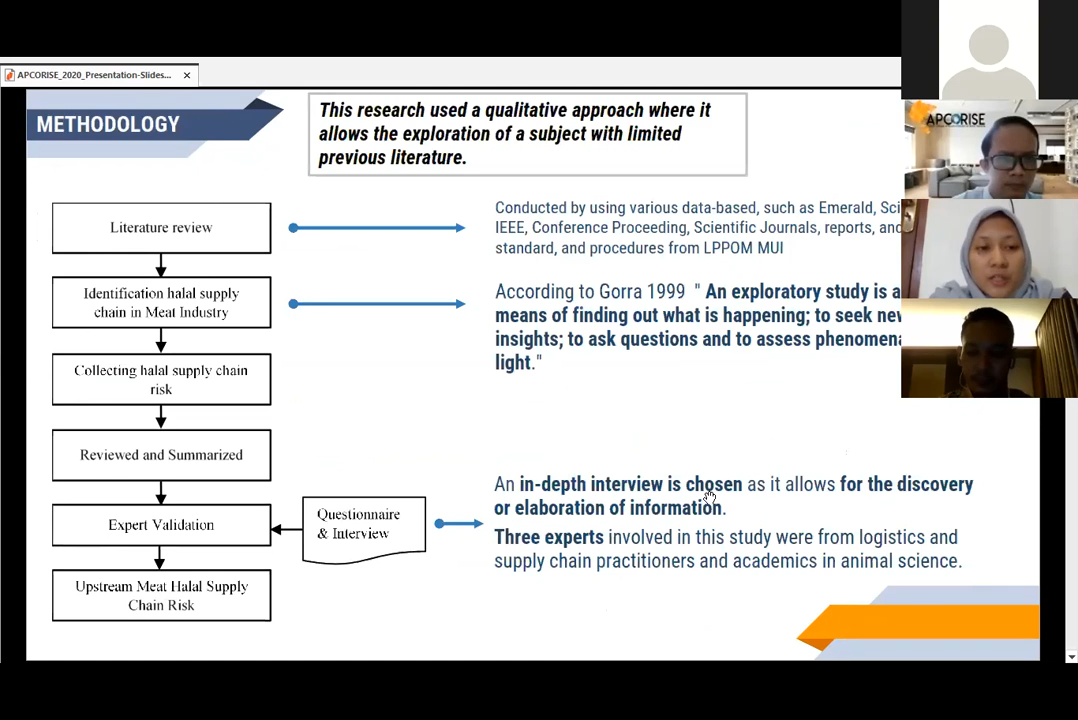 APCORISE_2020_Presentation-Slides...
METHODOLOGY
This research used a qualitative approach where it
allows the exploration of a subject with limited
previous literature.
Literature review
Identification halal supply
chain in Meat Industry
Collecting halal supply chain
risk
Reviewed and Summarized
Expert Validation
Questionnaire
& Interview
Upstream Meat Halal Supply
Chain Risk
Conducted by using various data-based, such as Emerald,
IEEE, Conference Proceeding, Scientific Journals, reports, and
standard, and procedures from LPPOM MUI
According to Gorra 1999 " An exploratory study is a
means of finding out what is happening; to seek
insights; to ask questions and to assess phenomena
light."
An in-depth interview is chosen as it allows for the discovery
or elaboration of information.
Three experts involved in this study were from logistics and
supply chain practitioners and academics in animal science.
APCORISE